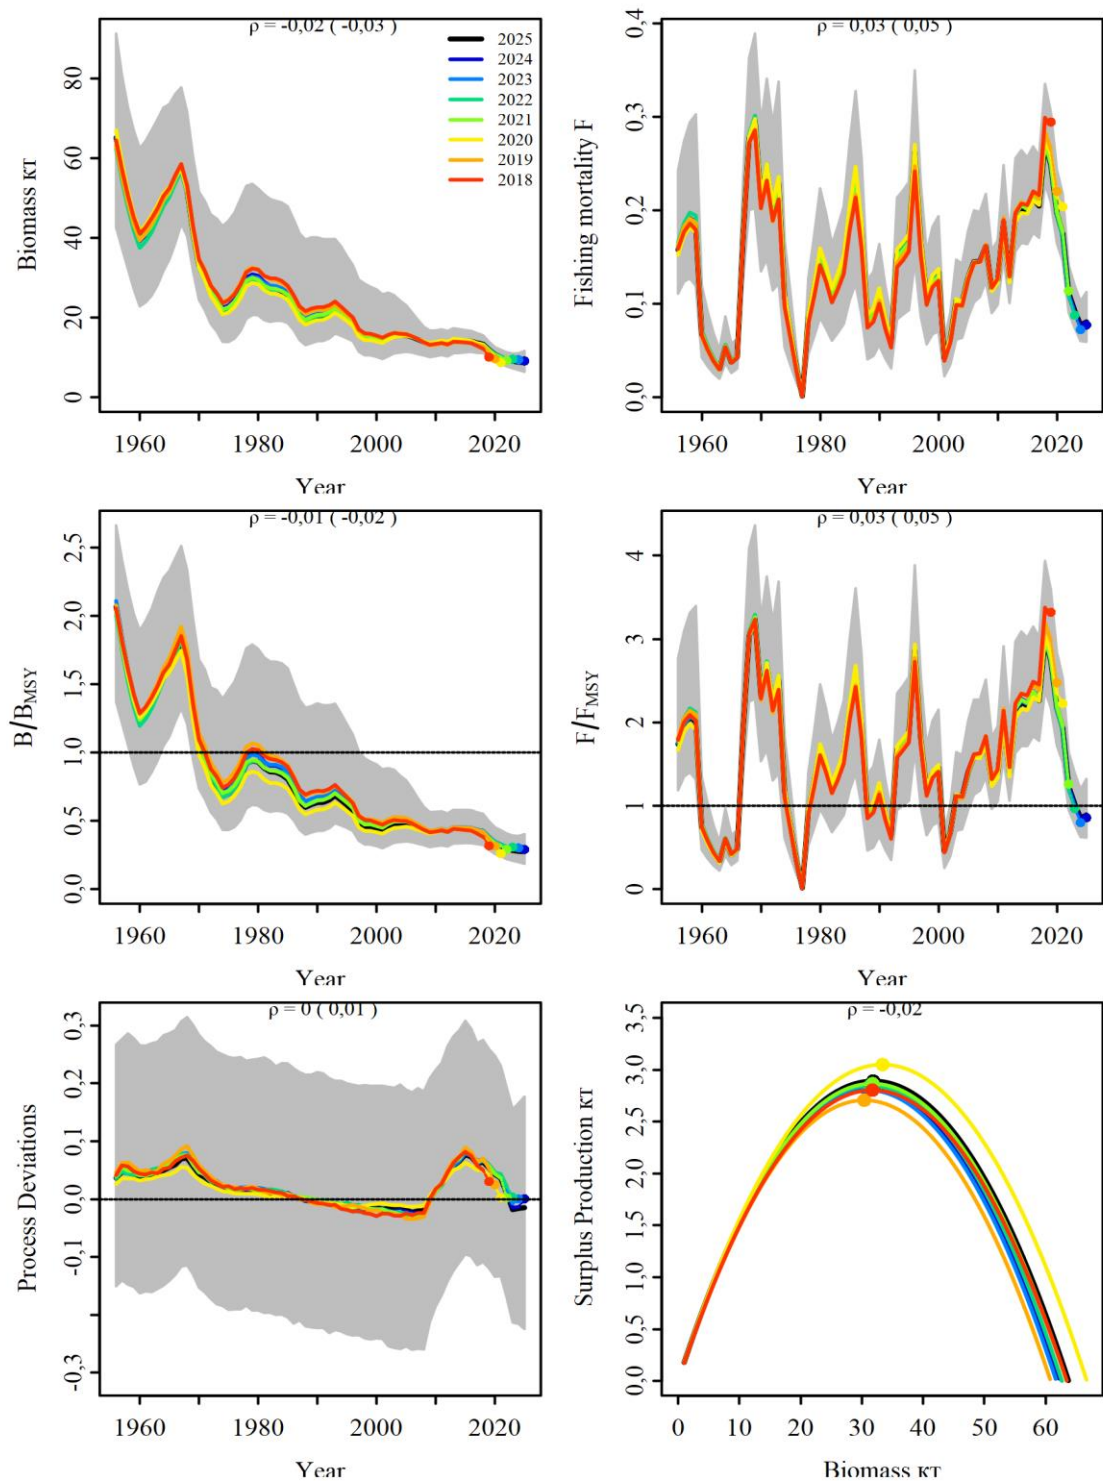 ρ = -0,02 ( -0,03 )
Biomass кт
80
60
40
20
0
2025
2024
2023
2022
2021
2020
2019
2018
1960 1980 2000 2020
Year
ρ = 0,03 ( 0,05 )
Fishing mortality F
0,4
0,3
0,2
0,1
0,0
1960 1980 2000 2020
Year
ρ = -0,01 ( -0,02 )
B/BMSY
2,5
2,0
1,5
1,0
0,5
0,0
1960 1980 2000 2020
Year
ρ = 0,03 ( 0,05 )
F/FMSY
4
3
2
1
0
1960 1980 2000 2020
Year
ρ = 0 ( 0,01 )
Process Deviations
0,3
0,2
0,1
0,0
-0,1
-0,3
1960 1980 2000 2020
Year
ρ = -0,02
Surplus Production кт
3,5
3,0
2,5
2,0
1,5
1,0
0,5
0,0
0 10 20 30 40 50 60
Biomass кт